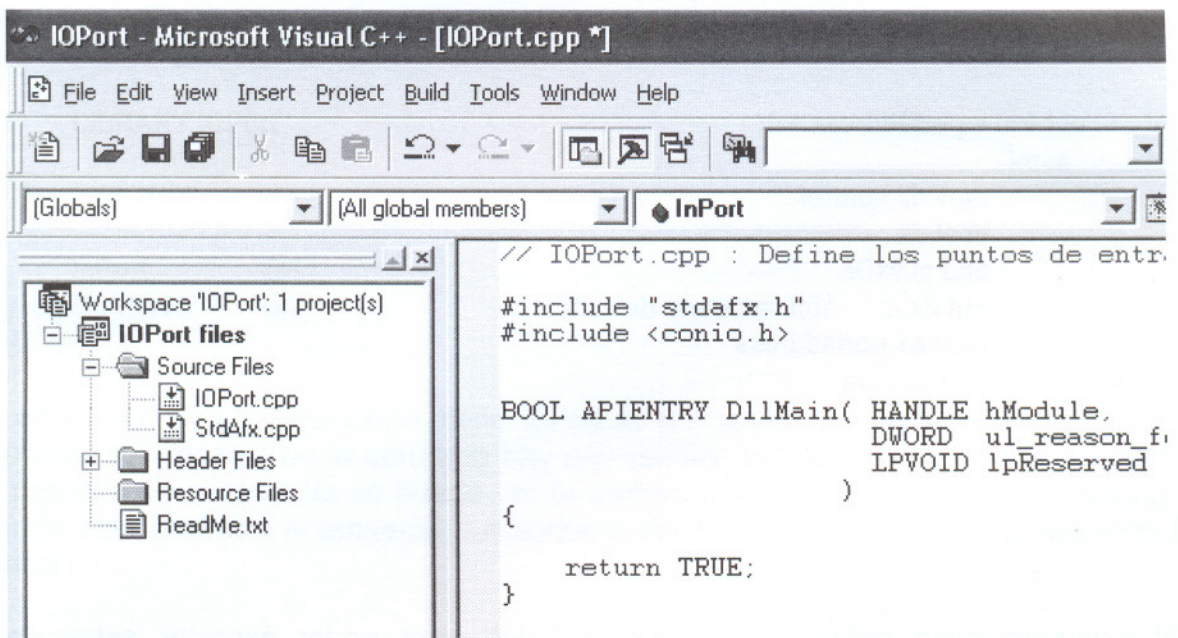 IOPort - Microsoft Visual C++ - [IOPort.cpp *]
File Edit View Insert Project Build Tools Window Help
(Globals)
(All global members)
InPort
Workspace 'IOPort': 1 project(s)
IOPort files
Source Files
IOPort.cpp
StdAfx.cpp
Header Files
Resource Files
ReadMe.txt
// IOPort.cpp : Define los puntos de entr
#include "stdafx.h"
#include <conio.h>
BOOL APIENTRY DllMain( HANDLE hModule,
DWORD ul_reason_f
LPVOID lpReserved
)
{
return TRUE;
}